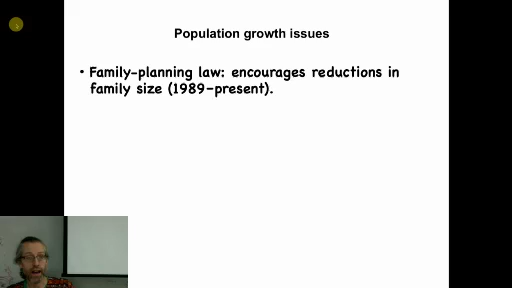 Population growth issues
• Family-planning law: encourages reductions in
family size (1989–present).